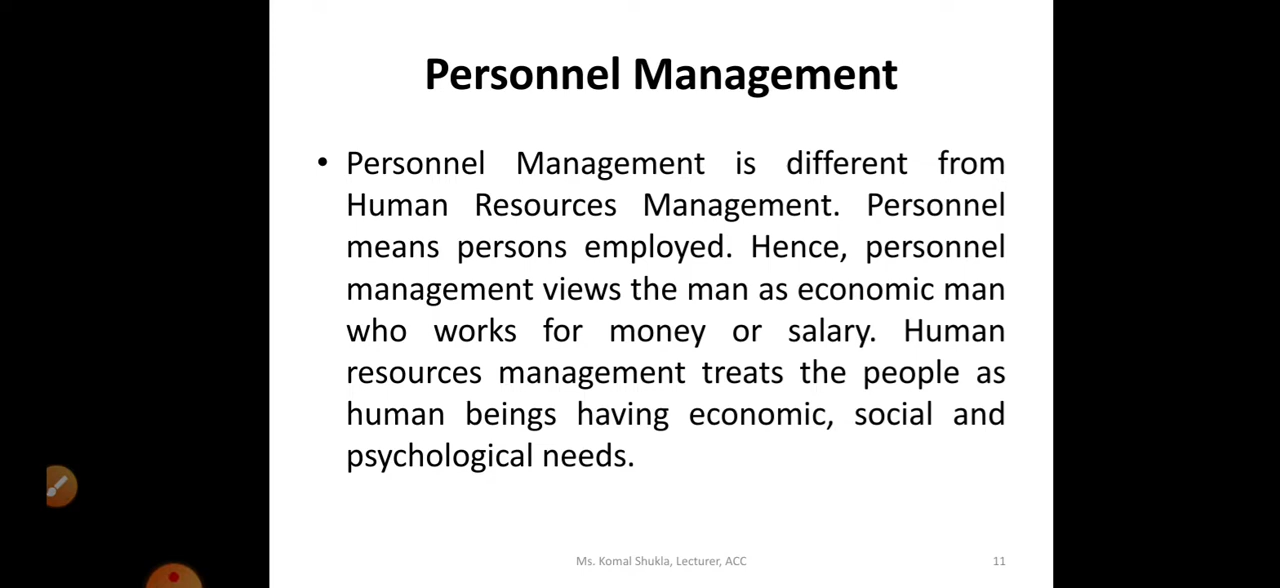 Personnel Management
• Personnel Management is different from
Human Resources Management. Personnel
means persons employed. Hence, personnel
management views the man as economic man
who works for money or salary. Human
resources management treats the people as
human beings having economic, social and
psychological needs.
Ms. Komal Shukla, Lecturer, ACC
11